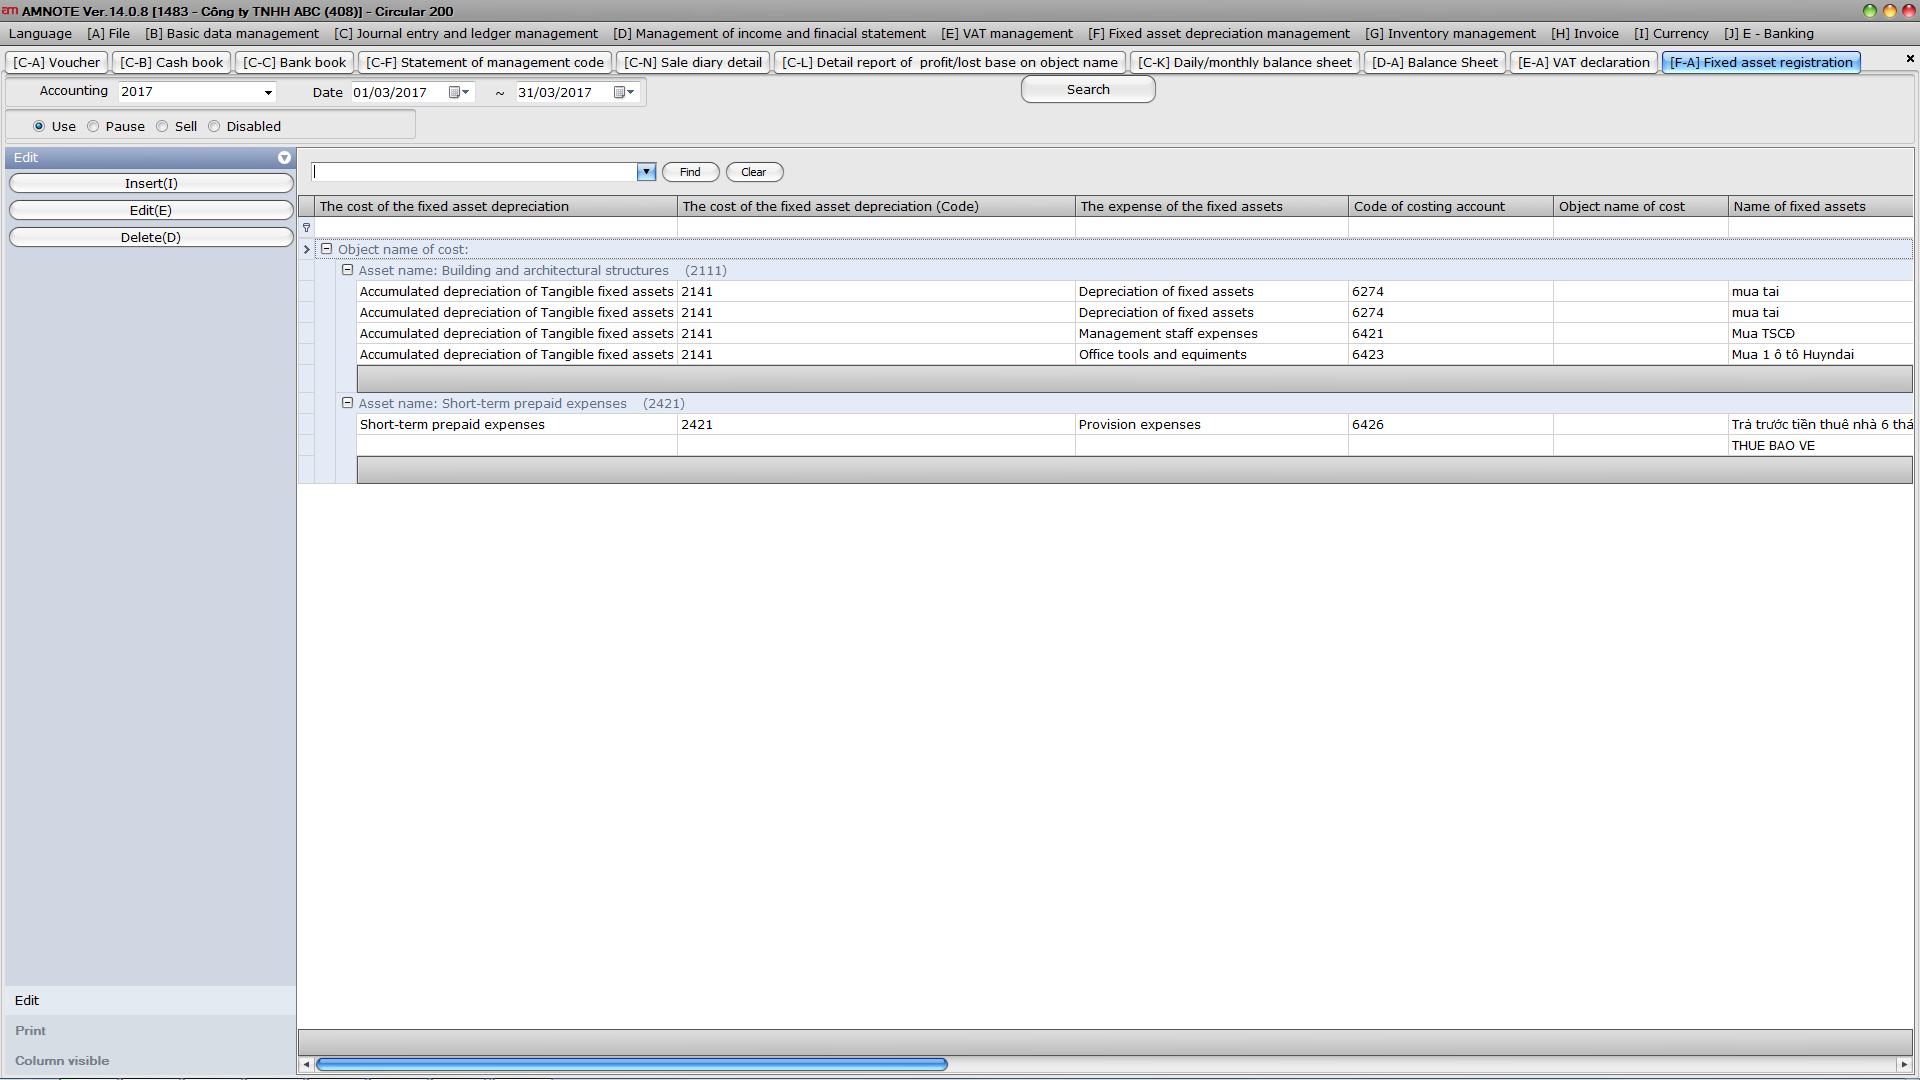 am AMNOTE Ver.14.0.8 [1483 - Công ty TNHH ABC (408)] - Circular 200
Language [A] File [B] Basic data management [C] Journal entry and ledger management [D] Management of income and finacial statement [E] VAT management [F] Fixed asset depreciation management [G] Inventory management [H] Invoice [I] Currency [J] E - Banking
[C-A] Voucher [C-B] Cash book [C-C] Bank book [C-F] Statement of management code [C-N] Sale diary detail [C-L] Detail report of profit/lost base on object name [C-K] Daily/monthly balance sheet [D-A] Balance Sheet [E-A] VAT declaration [F-A] Fixed asset registration
Accounting 2017 Date 01/03/2017 ~ 31/03/2017 Search
Use Pause Sell Disabled
Edit
Insert(I)
Edit(E)
Delete(D)
Find Clear
The cost of the fixed asset depreciation The cost of the fixed asset depreciation (Code) The expense of the fixed assets Code of costing account Object name of cost Name of fixed assets
Object name of cost:
Asset name: Building and architectural structures (2111)
Accumulated depreciation of Tangible fixed assets 2141 Depreciation of fixed assets 6274 mua tai
Accumulated depreciation of Tangible fixed assets 2141 Depreciation of fixed assets 6274 mua tai
Accumulated depreciation of Tangible fixed assets 2141 Management staff expenses 6421 Mua TSCĐ
Accumulated depreciation of Tangible fixed assets 2141 Office tools and equiments 6423 Mua 1 ô tô Huyndai
Asset name: Short-term prepaid expenses (2421)
Short-term prepaid expenses 2421 Provision expenses 6426 Trả trước tiền thuê nhà 6 thá
THUE BAO VE
Edit
Print
Column visible